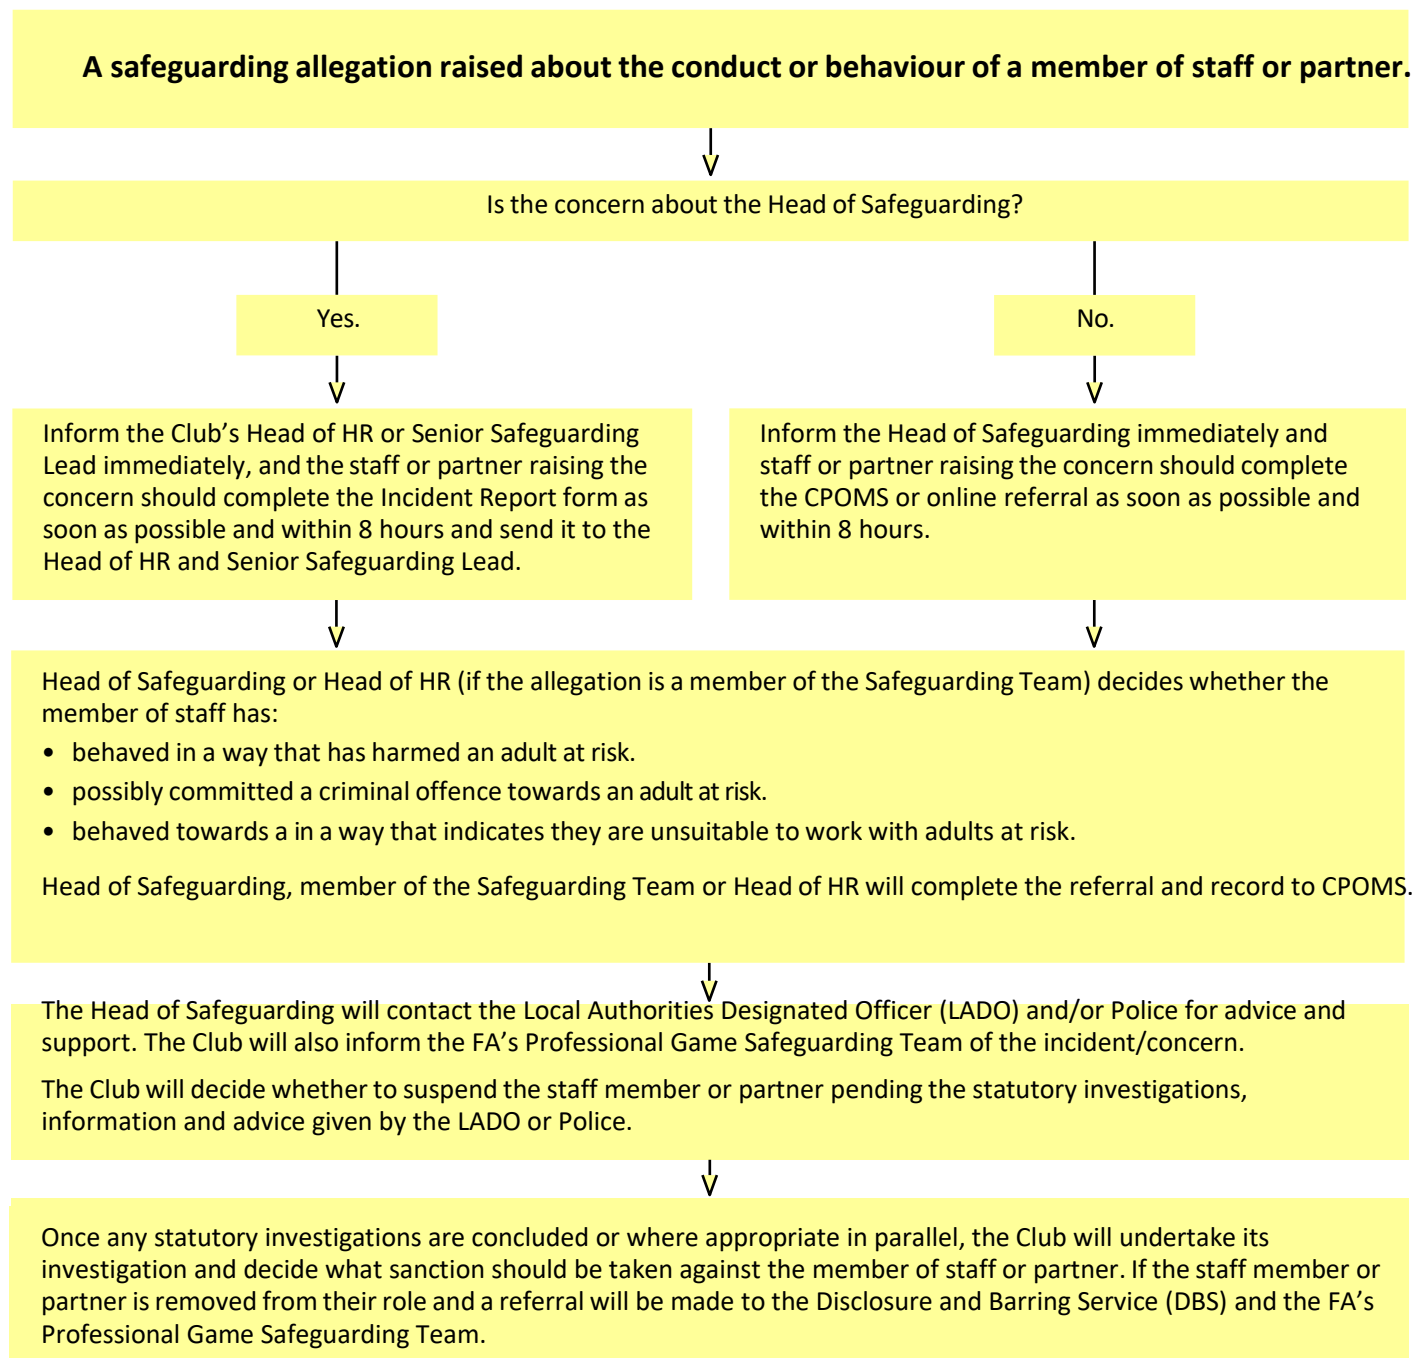 A safeguarding allegation raised about the conduct or behaviour of a member of staff or partner.
Is the concern about the Head of Safeguarding?
Yes.
No.
Inform the Club’s Head of HR or Senior Safeguarding
Lead immediately, and the staff or partner raising the
concern should complete the Incident Report form as
soon as possible and within 8 hours and send it to the
Head of HR and Senior Safeguarding Lead.
Inform the Head of Safeguarding immediately and
staff or partner raising the concern should complete
the CPOMS or online referral as soon as possible and
within 8 hours.
Head of Safeguarding or Head of HR (if the allegation is a member of the Safeguarding Team) decides whether the
member of staff has:
• behaved in a way that has harmed an adult at risk.
• possibly committed a criminal offence towards an adult at risk.
• behaved towards a in a way that indicates they are unsuitable to work with adults at risk.
Head of Safeguarding, member of the Safeguarding Team or Head of HR will complete the referral and record to CPOMS.
The Head of Safeguarding will contact the Local Authorities Designated Officer (LADO) and/or Police for advice and
support. The Club will also inform the FA’s Professional Game Safeguarding Team of the incident/concern.
The Club will decide whether to suspend the staff member or partner pending the statutory investigations,
information and advice given by the LADO or Police.
Once any statutory investigations are concluded or where appropriate in parallel, the Club will undertake its
investigation and decide what sanction should be taken against the member of staff or partner. If the staff member or
partner is removed from their role and a referral will be made to the Disclosure and Barring Service (DBS) and the FA’s
Professional Game Safeguarding Team.